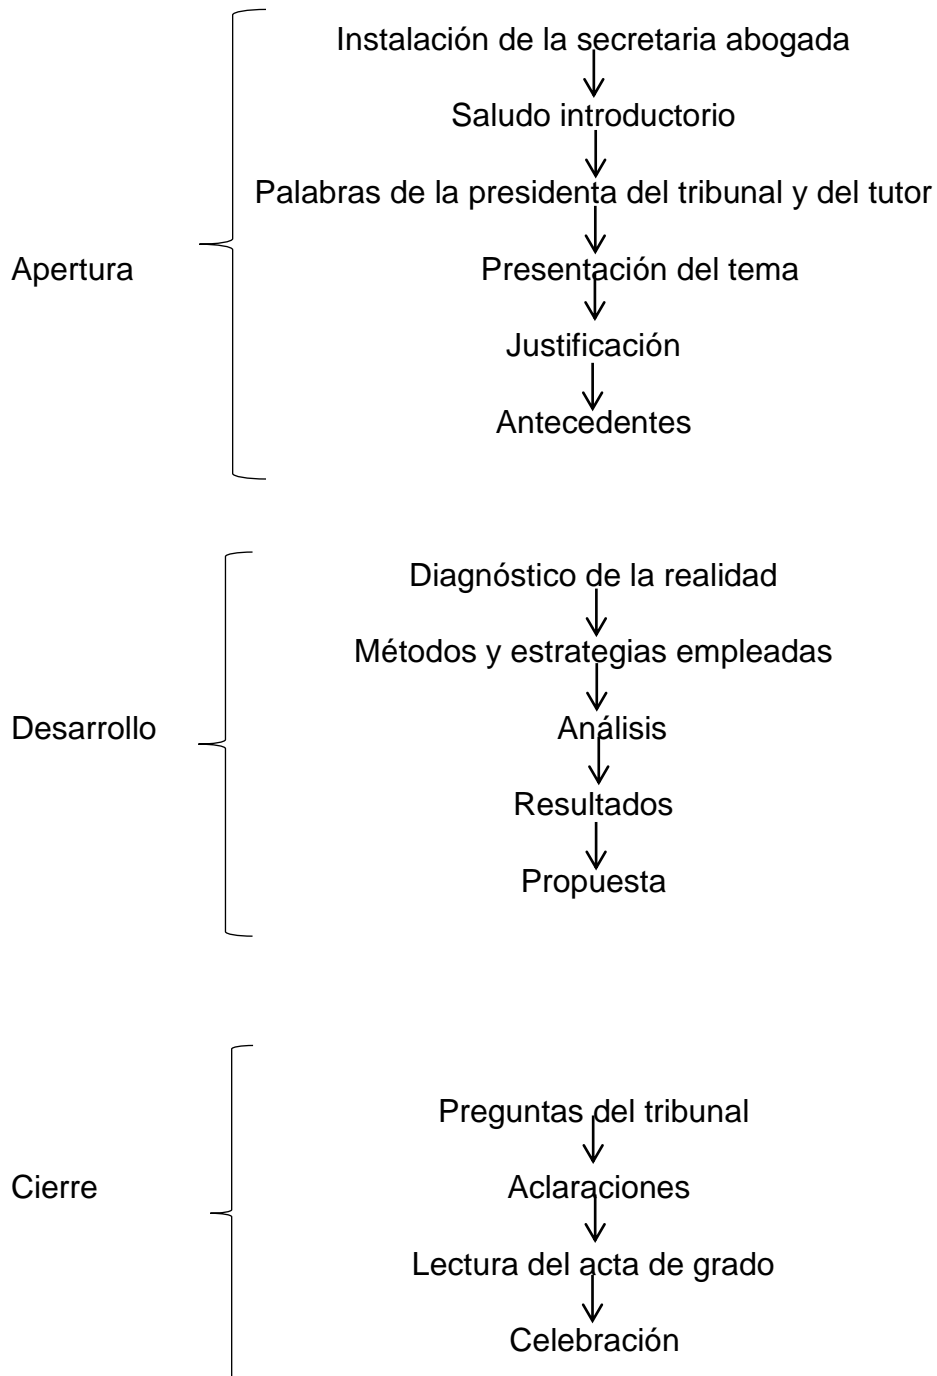 Instalación de la secretaria abogada
Saludo introductorio
Palabras de la presidenta del tribunal y del tutor
Apertura
Presentación del tema
Justificación
Antecedentes
Diagnóstico de la realidad
Métodos y estrategias empleadas
Desarrollo
Análisis
Resultados
Propuesta
Preguntas del tribunal
Cierre
Aclaraciones
Lectura del acta de grado
Celebración